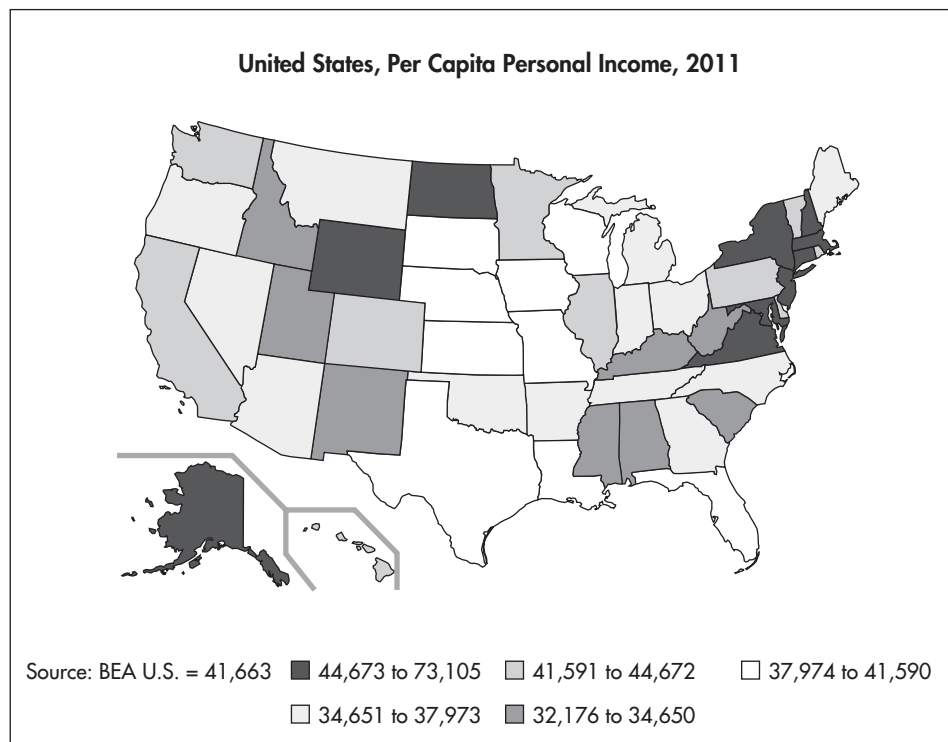 United States, Per Capita Personal Income, 2011
Source: BEA U.S. = 41,663 44,673 to 73,105 41,591 to 44,672 37,974 to 41,590
34,651 to 37,973 32,176 to 34,650